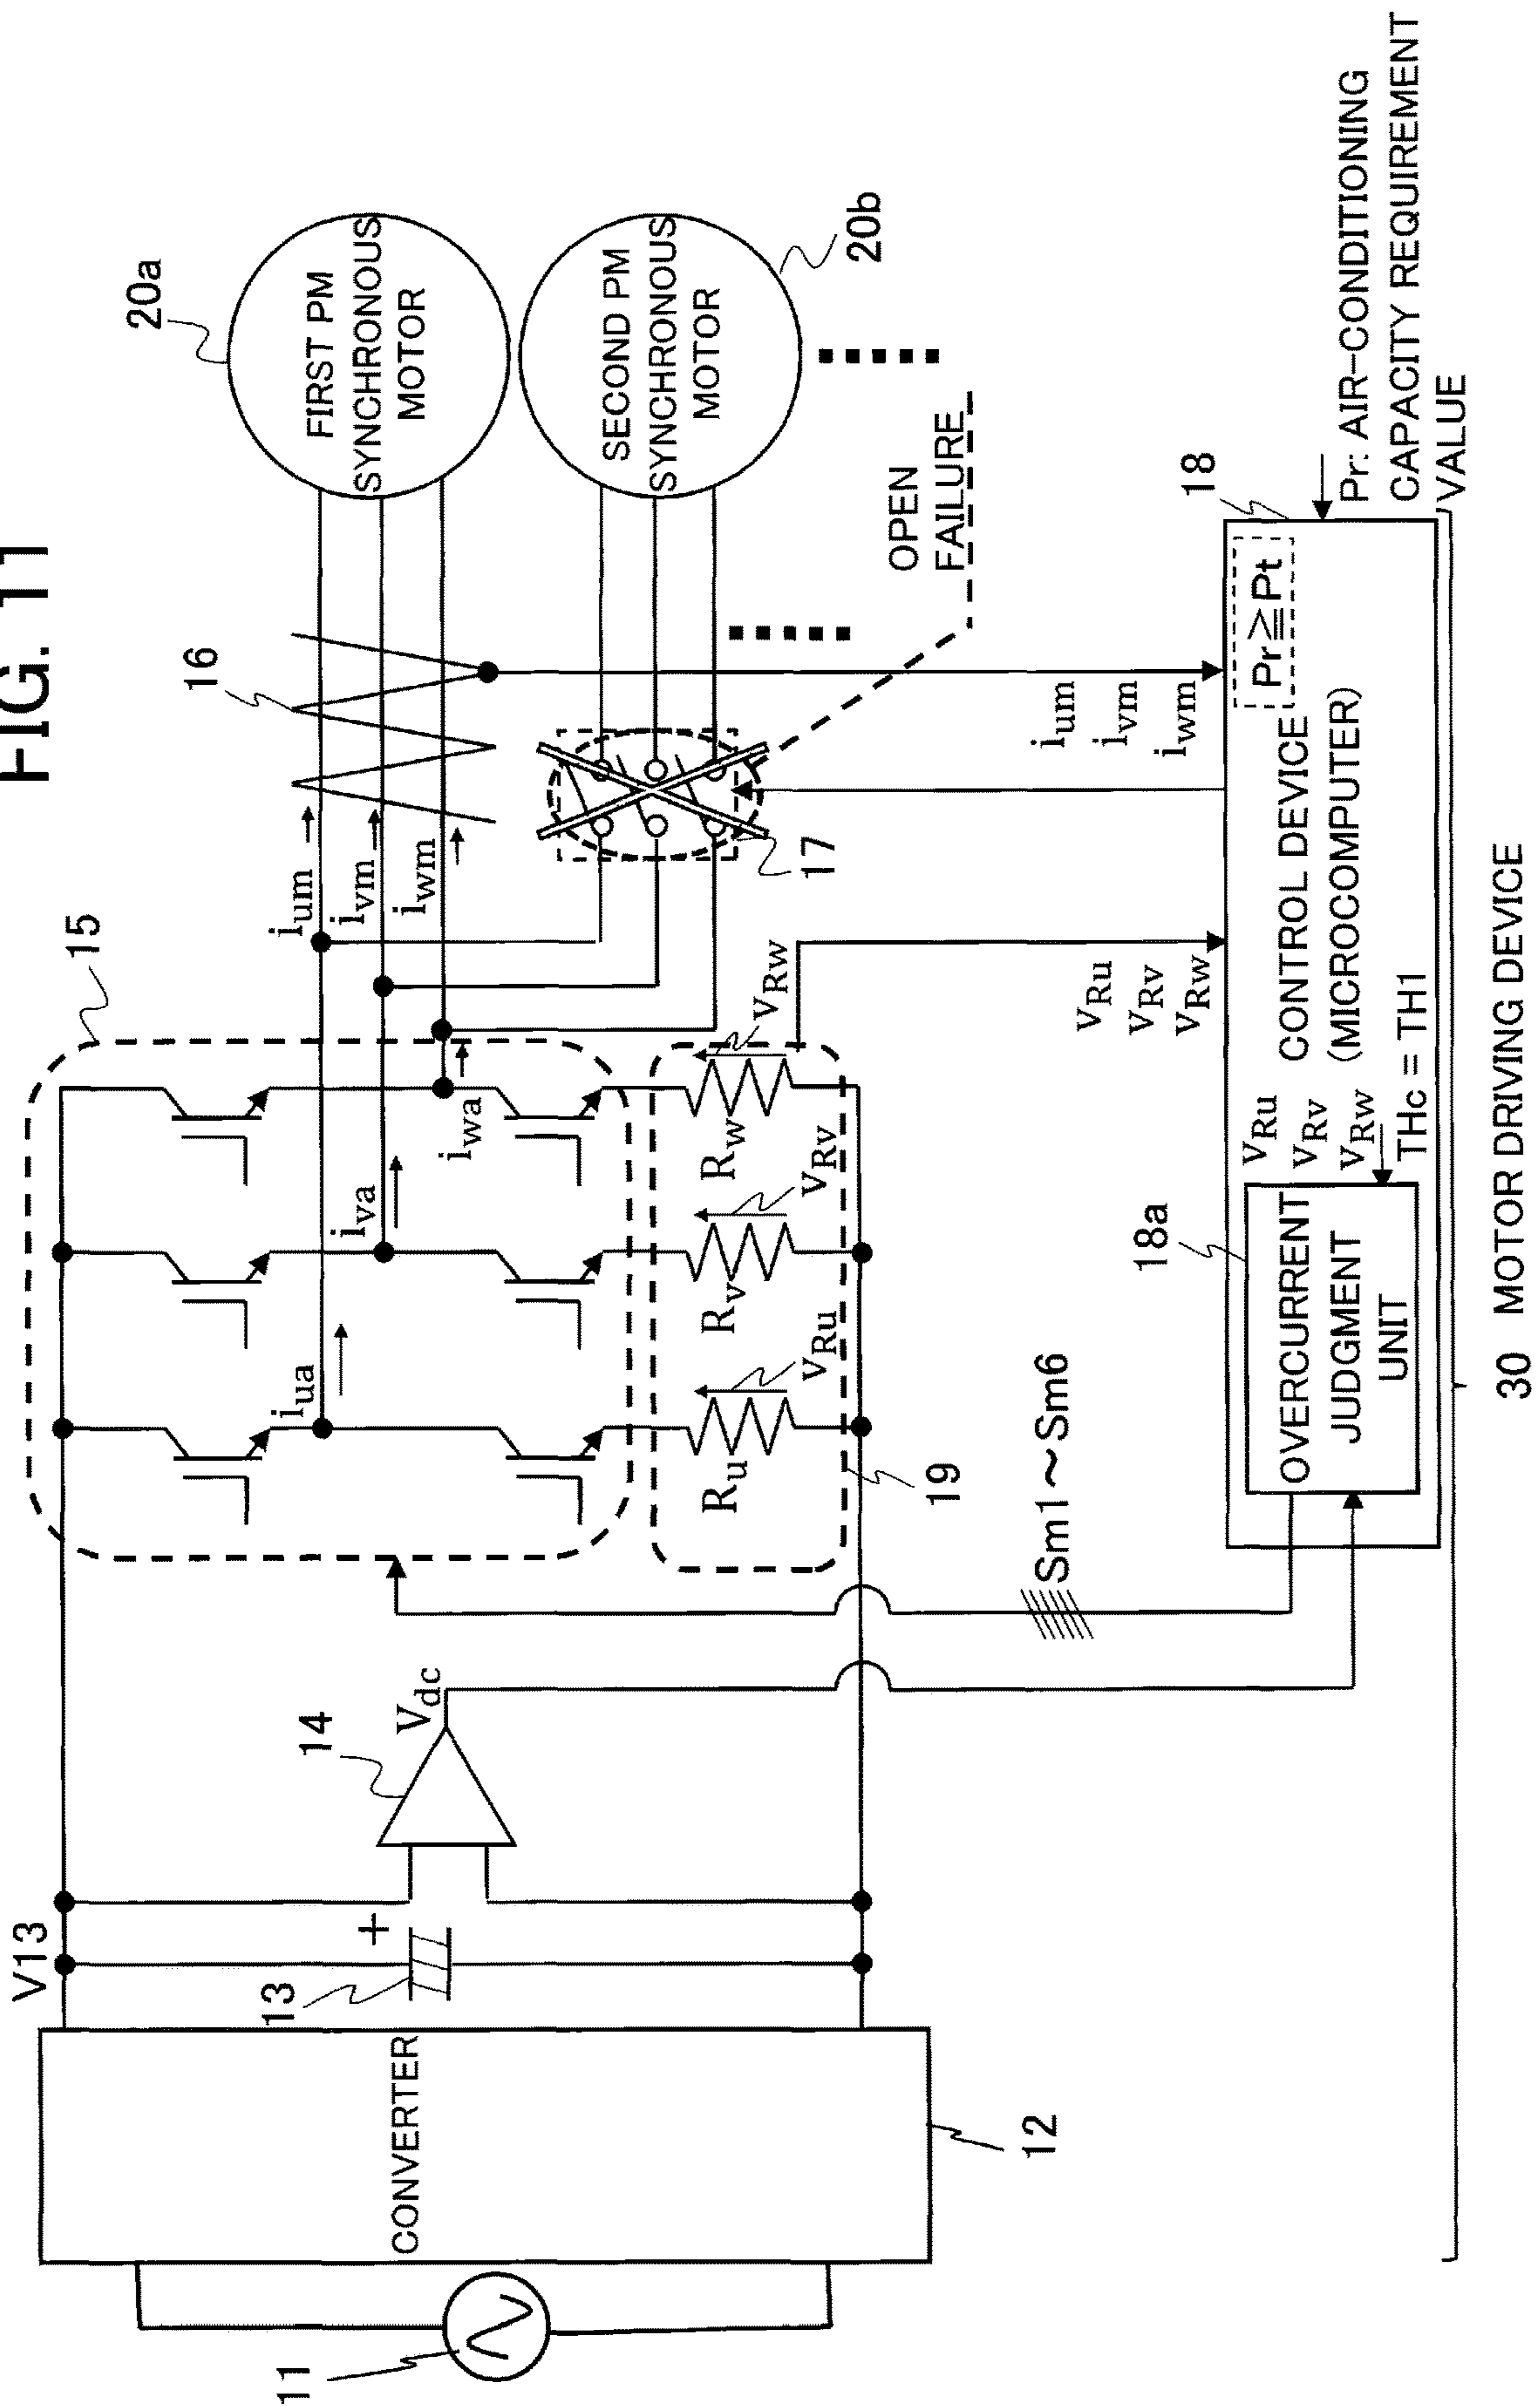 FIG. 11
20a
FIRST PM
SYNCHRONOUS
MOTOR
20b
SECOND PM
SYNCHRONOUS
MOTOR
16
15
i_um
i_vm
i_wm
OPEN
FAILURE
17
i_ua
i_va
i_wa
R_u
v_Ru
R_v
v_Rv
R_w
v_Rw
19
V13
13
+
14
V_dc
CONVERTER
12
11
Sm1～Sm6
v_Ru
v_Rv
v_Rw
i_um
i_vm
i_wm
18
Pr≧Pt
CONTROL DEVICE
(MICROCOMPUTER)
Pr: AIR-CONDITIONING
CAPACITY REQUIREMENT
VALUE
18a
OVERCURRENT
JUDGMENT
UNIT
v_Ru
v_Rv
v_Rw
THc = TH1
30 MOTOR DRIVING DEVICE